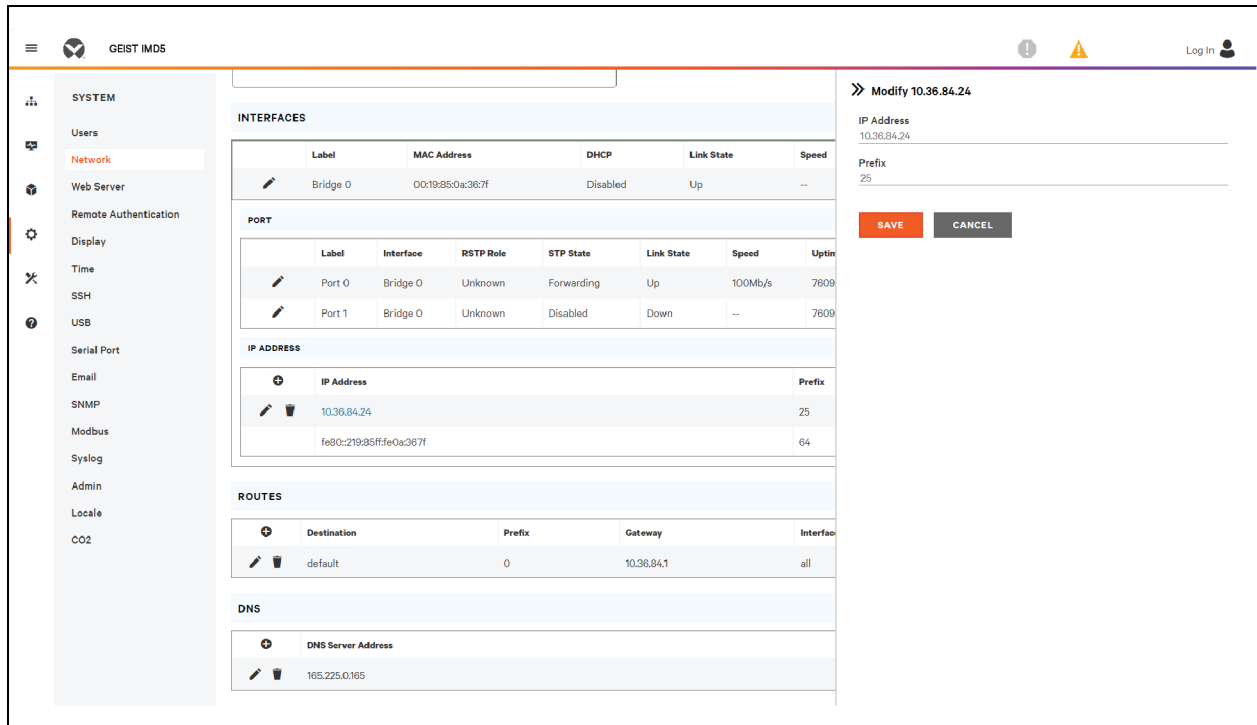 GEIST IMD5
Log In
SYSTEM
Users
Network
Web Server
Remote Authentication
Display
Time
SSH
USB
Serial Port
Email
SNMP
Modbus
Syslog
Admin
Locale
CO2
INTERFACES
Label MAC Address DHCP Link State Speed
Bridge 0 00:19:85:0a:36:7f Disabled Up --
PORT
Label Interface RSTP Role STP State Link State Speed Uptim
Port 0 Bridge 0 Unknown Forwarding Up 100Mb/s 7609
Port 1 Bridge 0 Unknown Disabled Down -- 7609
IP ADDRESS
IP Address Prefix
10.36.84.24 25
fe80::219:85ff:fe0a:367f 64
ROUTES
Destination Prefix Gateway Interfac
default 0 10.36.84.1 all
DNS
DNS Server Address
165.225.0.165
Modify 10.36.84.24
IP Address
10.36.84.24
Prefix
25
SAVE CANCEL